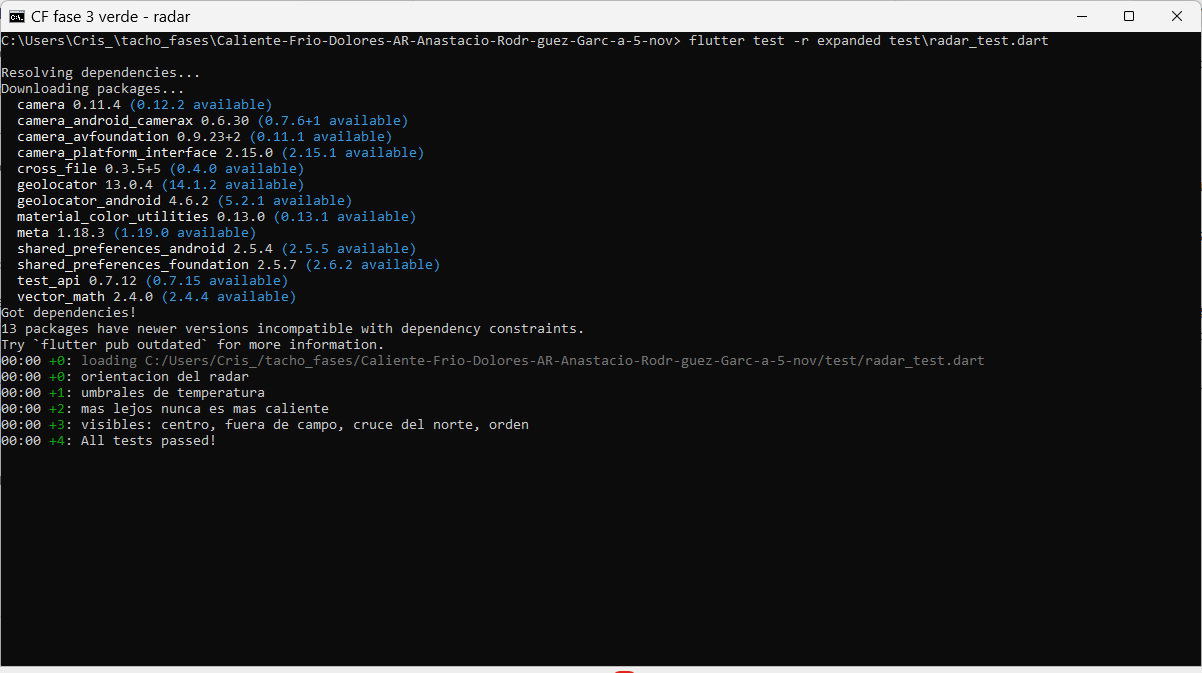 CF fase 3 verde - radar
C:\Users\Cris_\tacho_fases\Caliente-Frio-Dolores-AR-Anastacio-Rodr-guez-Garc-a-5-nov> flutter test -r expanded test\radar_test.dart
Resolving dependencies...
Downloading packages...
  camera 0.11.4 (0.12.2 available)
  camera_android_camerax 0.6.30 (0.7.6+1 available)
  camera_avfoundation 0.9.23+2 (0.11.1 available)
  camera_platform_interface 2.15.0 (2.15.1 available)
  cross_file 0.3.5+5 (0.4.0 available)
  geolocator 13.0.4 (14.1.2 available)
  geolocator_android 4.6.2 (5.2.1 available)
  material_color_utilities 0.13.0 (0.13.1 available)
  meta 1.18.3 (1.19.0 available)
  shared_preferences_android 2.5.4 (2.5.5 available)
  shared_preferences_foundation 2.5.7 (2.6.2 available)
  test_api 0.7.12 (0.7.15 available)
  vector_math 2.4.0 (2.4.4 available)
Got dependencies!
13 packages have newer versions incompatible with dependency constraints.
Try `flutter pub outdated` for more information.
00:00 +0: loading C:/Users/Cris_/tacho_fases/Caliente-Frio-Dolores-AR-Anastacio-Rodr-guez-Garc-a-5-nov/test/radar_test.dart
00:00 +0: orientacion del radar
00:00 +1: umbrales de temperatura
00:00 +2: mas lejos nunca es mas caliente
00:00 +3: visibles: centro, fuera de campo, cruce del norte, orden
00:00 +4: All tests passed!